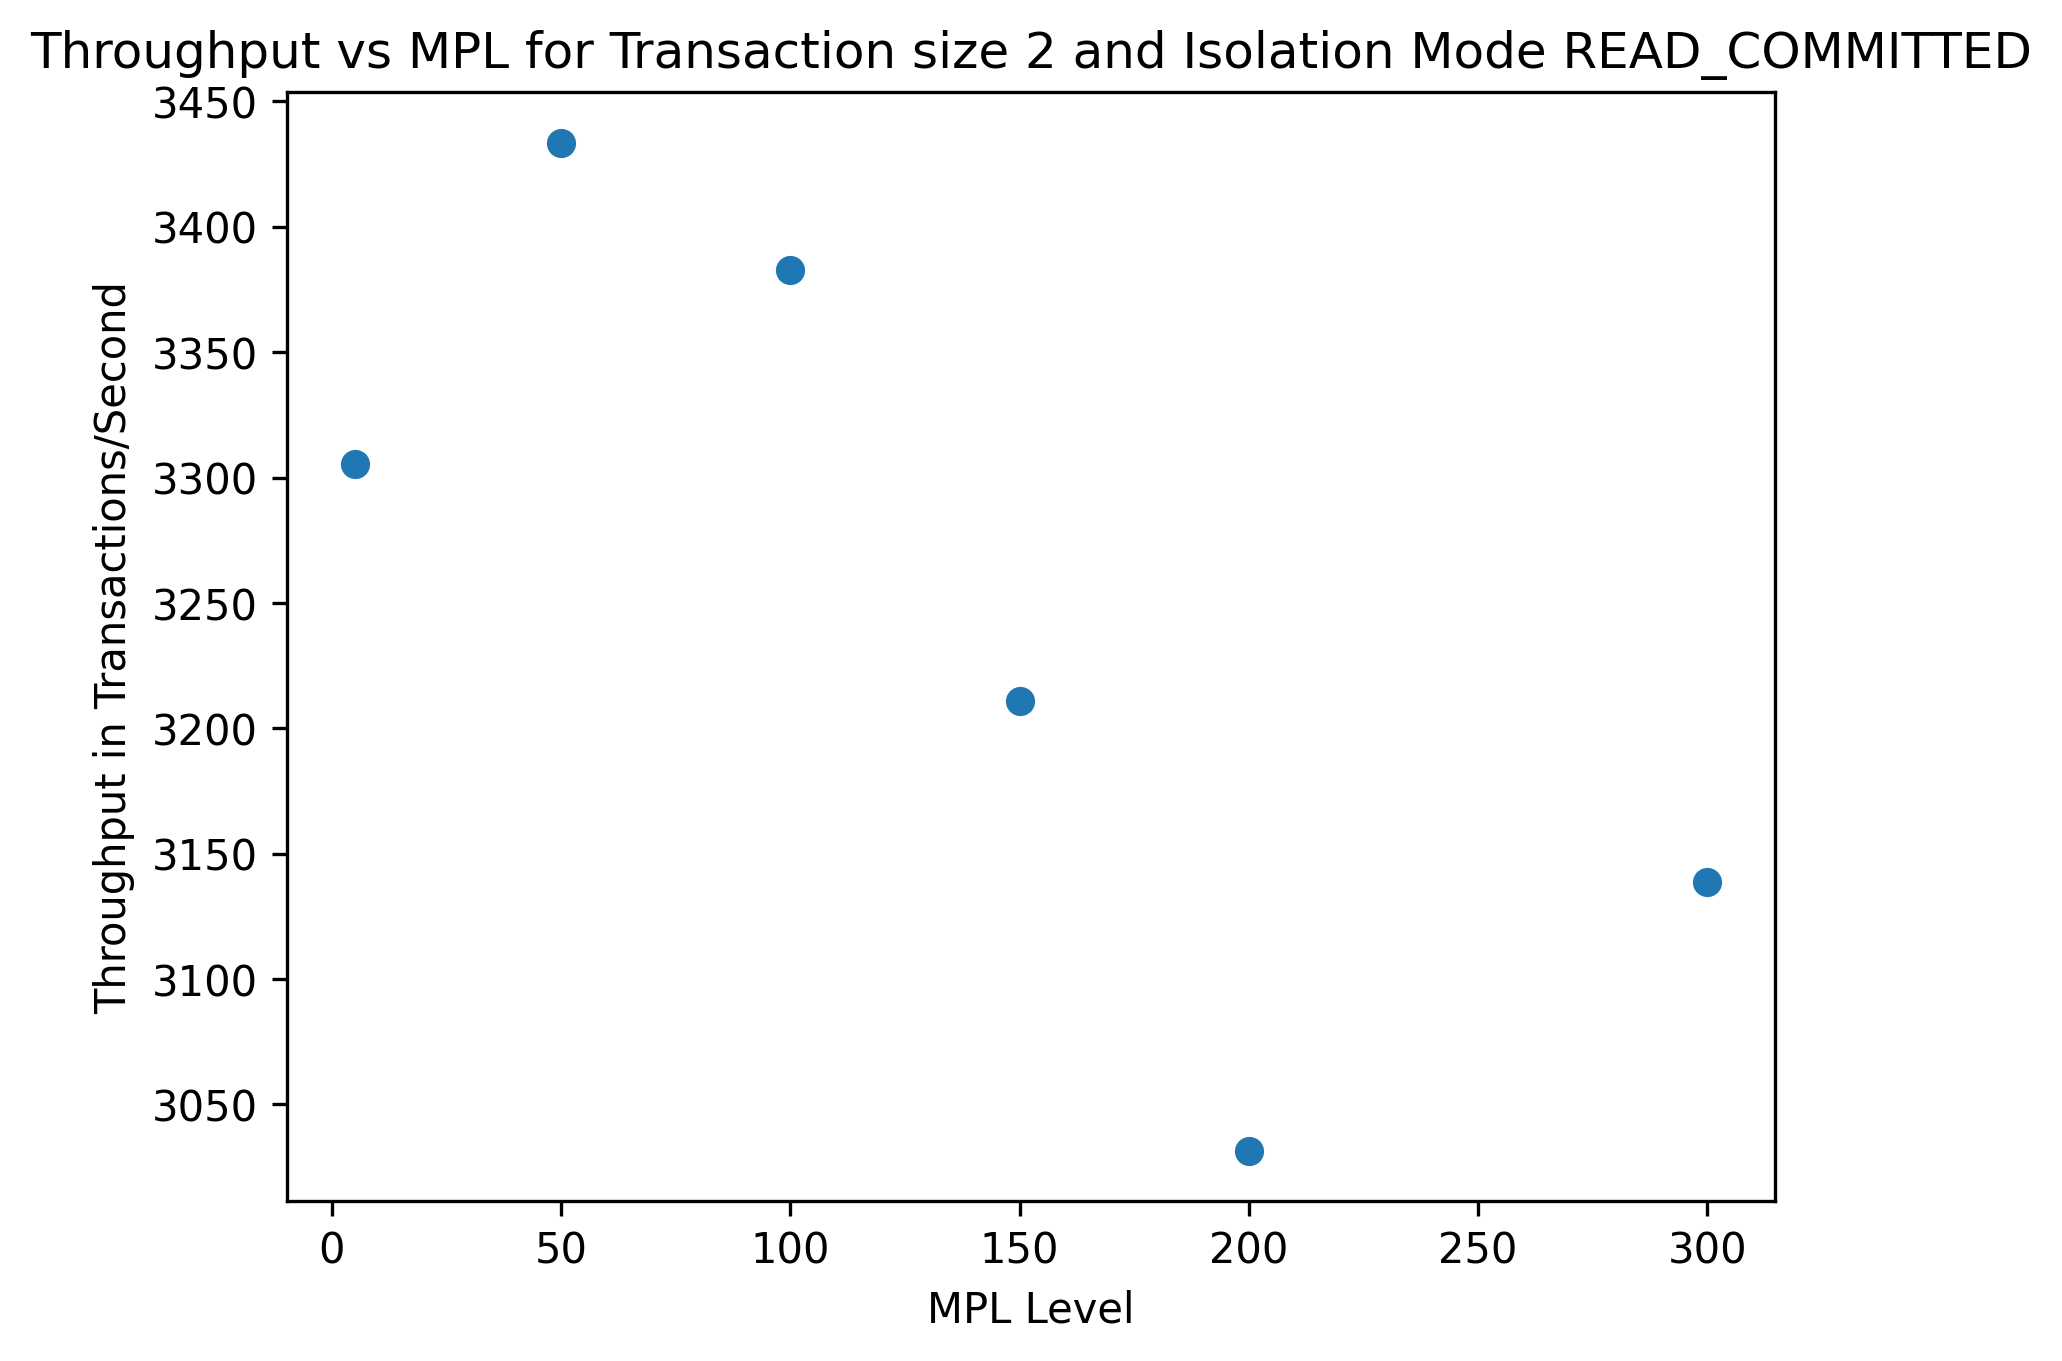 Throughput vs MPL for Transaction size 2 and Isolation Mode READ_COMMITTED
Throughput in Transactions/Second
3450
3400
3350
3300
3250
3200
3150
3100
3050
0 50 100 150 200 250 300
MPL Level